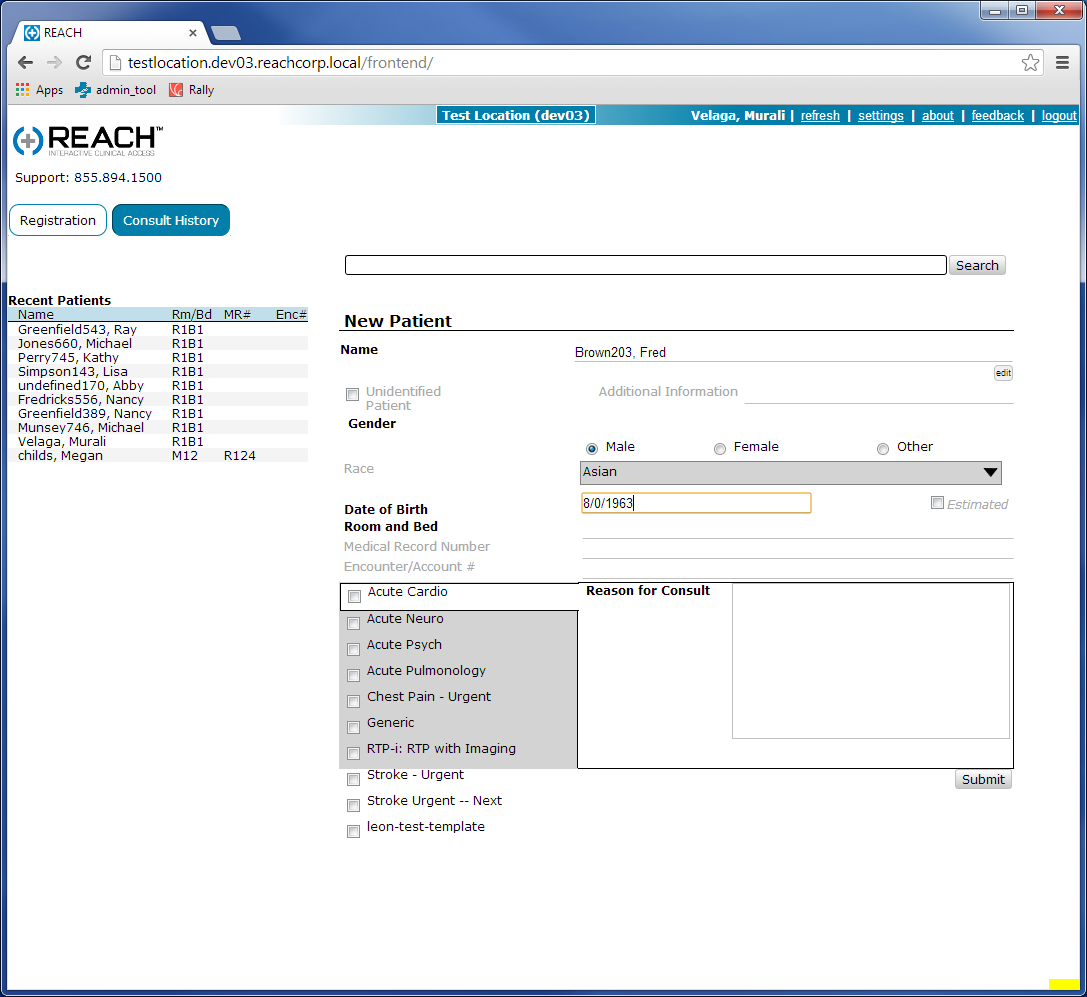 REACH
testlocation.dev03.reachcorp.local/frontend/
Apps admin_tool Rally
Test Location (dev03) Velaga, Murali | refresh | settings | about | feedback | logout
REACH™
INTERACTIVE CLINICAL ACCESS
Support: 855.894.1500
Registration Consult History
Search
Recent Patients
Name Rm/Bd MR# Enc#
Greenfield543, Ray R1B1
Jones660, Michael R1B1
Perry745, Kathy R1B1
Simpson143, Lisa R1B1
undefined170, Abby R1B1
Fredricks556, Nancy R1B1
Greenfield389, Nancy R1B1
Munsey746, Michael R1B1
Velaga, Murali R1B1
childs, Megan M12 R124
New Patient
Name Brown203, Fred
edit
Unidentified Patient Additional Information
Gender
Male Female Other
Race Asian
Date of Birth 8/0/1963 Estimated
Room and Bed
Medical Record Number
Encounter/Account #
Acute Cardio
Acute Neuro
Acute Psych
Acute Pulmonology
Chest Pain - Urgent
Generic
RTP-i: RTP with Imaging
Stroke - Urgent
Stroke Urgent -- Next
leon-test-template
Reason for Consult
Submit